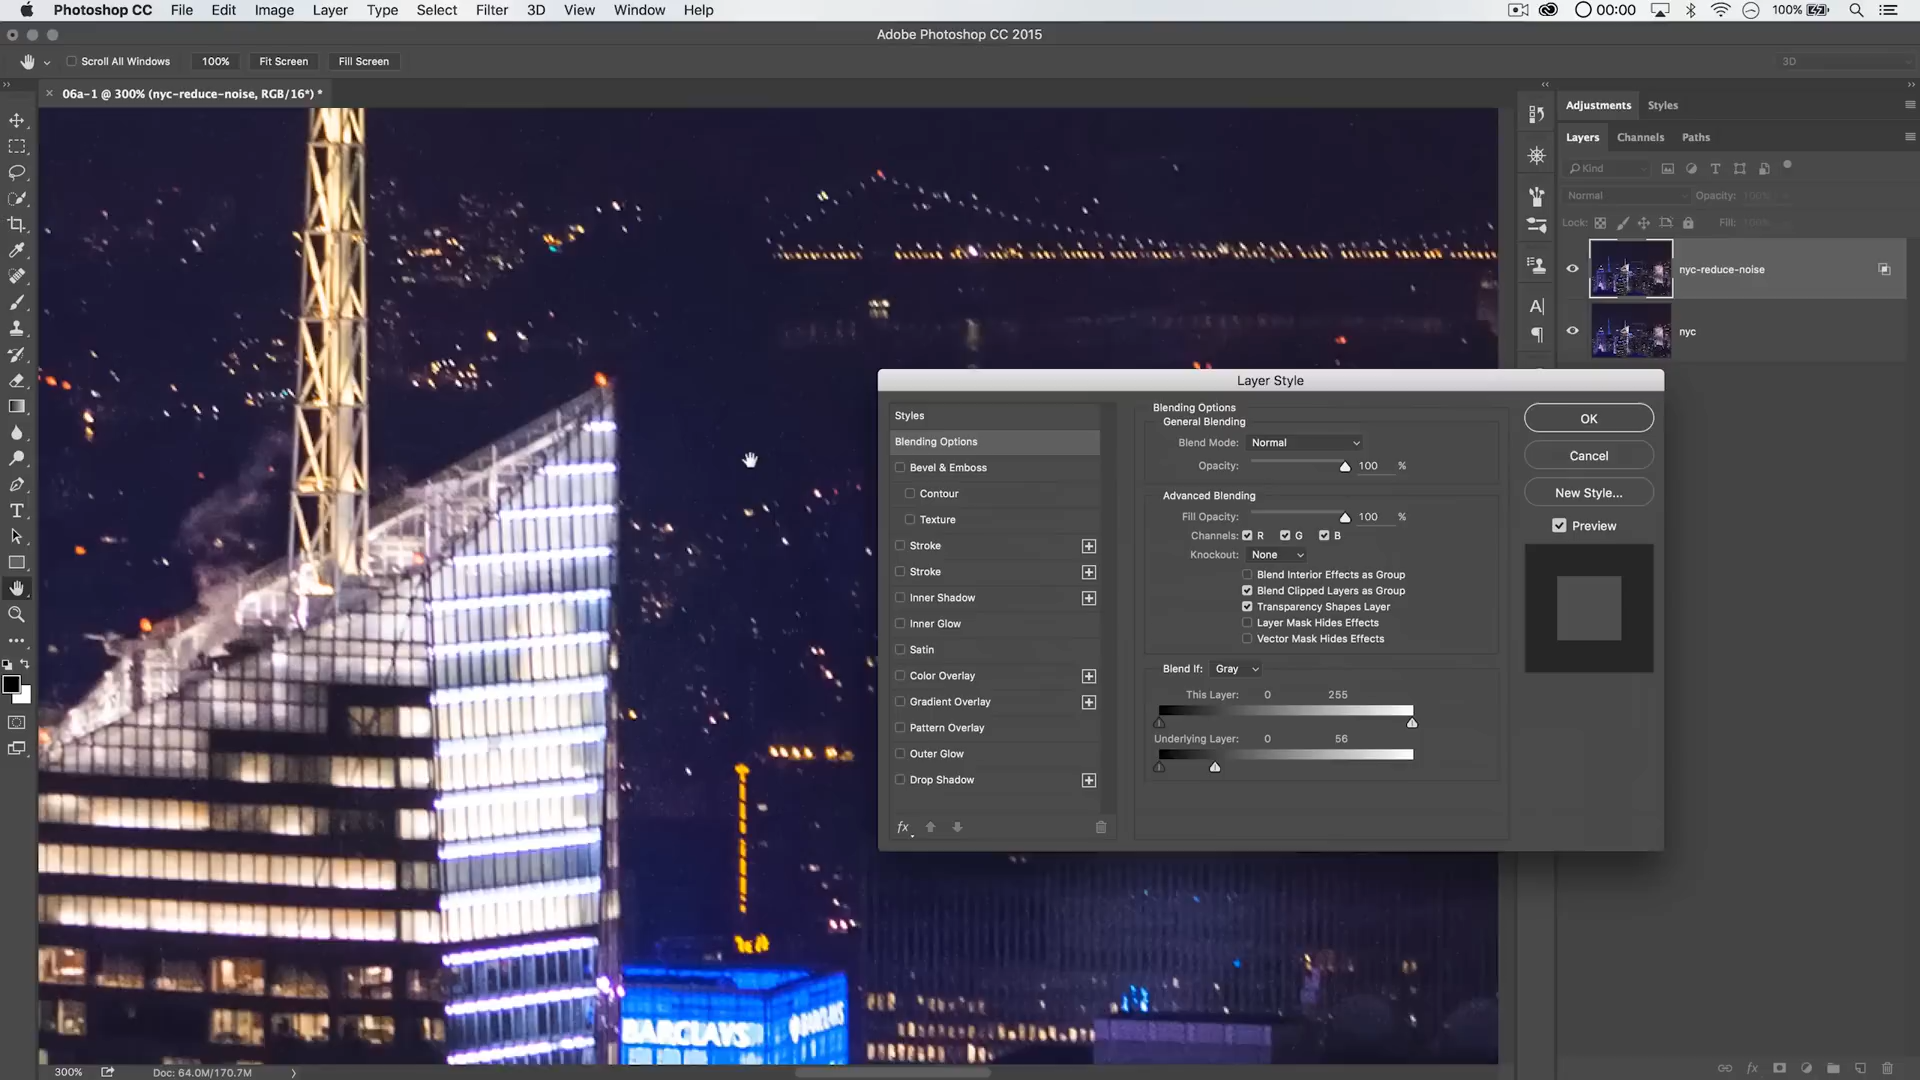 Photoshop CC File Edit Image Layer Type Select Filter 3D View Window Help 00:00 100%
Adobe Photoshop CC 2015
Scroll All Windows 100% Fit Screen Fill Screen 3D
06a-1 @ 300% (nyc-reduce-noise, RGB/16*) *
Adjustments Styles
Layers Channels Paths
Kind
Normal Opacity: 100%
Lock: Fill: 100%
nyc-reduce-noise
nyc
Layer Style
Styles
Blending Options
Bevel & Emboss
Contour
Texture
Stroke
Stroke
Inner Shadow
Inner Glow
Satin
Color Overlay
Gradient Overlay
Pattern Overlay
Outer Glow
Drop Shadow
fx
Blending Options
General Blending
Blend Mode: Normal
Opacity: 100 %
Advanced Blending
Fill Opacity: 100 %
Channels: R G B
Knockout: None
Blend Interior Effects as Group
Blend Clipped Layers as Group
Transparency Shapes Layer
Layer Mask Hides Effects
Vector Mask Hides Effects
Blend If: Gray
This Layer: 0 255
Underlying Layer: 0 56
OK
Cancel
New Style...
Preview
BARCLAYS
BARCLAYS
300% Doc: 64.0M/170.7M
fx